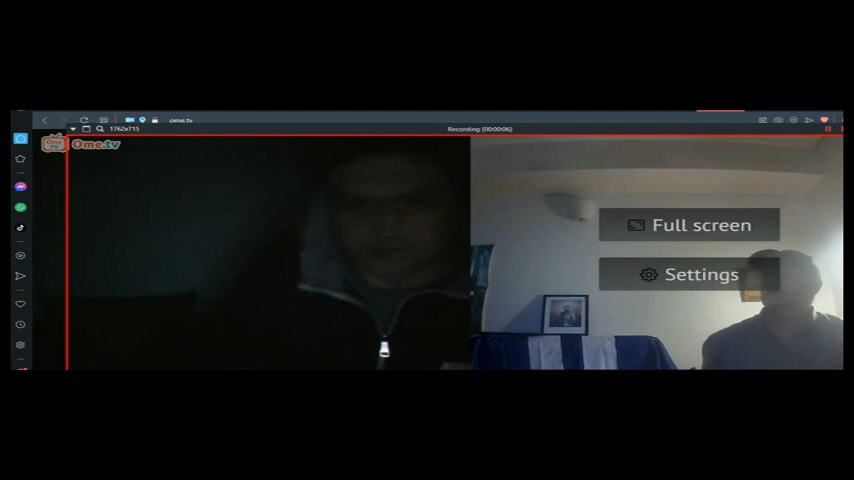 ome.tv
1762x715
Recording [00:00:06]
Ome TV
Ome.tv
Full screen
Settings